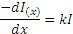 -dI(x)/dx = kI